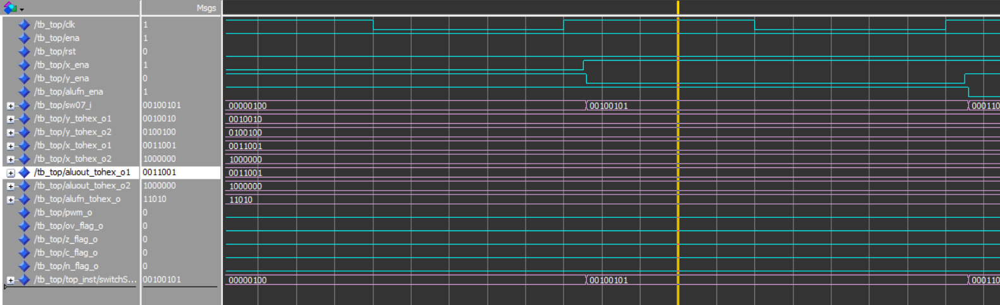 Msgs
/tb_top/clk 1
/tb_top/ena 1
/tb_top/rst 0
/tb_top/x_ena 1
/tb_top/y_ena 0
/tb_top/alufn_ena 1
/tb_top/sw07_i 00100101 00000100 00100101 000110
/tb_top/y_tohex_o1 0010010 0010010
/tb_top/y_tohex_o2 0100100 0100100
/tb_top/x_tohex_o1 0011001 0011001
/tb_top/x_tohex_o2 1000000 1000000
/tb_top/aluout_tohex_o1 0011001 0011001
/tb_top/aluout_tohex_o2 1000000 1000000
/tb_top/alufn_tohex_o 11010 11010
/tb_top/pwm_o 0
/tb_top/ov_flag_o 0
/tb_top/z_flag_o 0
/tb_top/c_flag_o 0
/tb_top/n_flag_o 0
/tb_top/top_inst/switchS... 00100101 00000100 00100101 000110